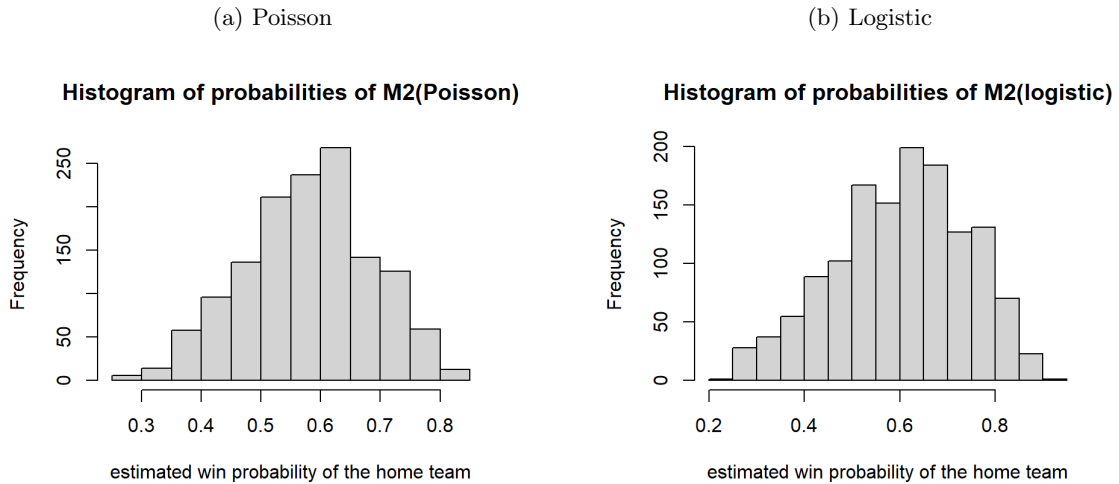 (a) Poisson
Histogram of probabilities of M2(Poisson)
Frequency
250
150
50
0
0.3 0.4 0.5 0.6 0.7 0.8
estimated win probability of the home team
(b) Logistic
Histogram of probabilities of M2(logistic)
Frequency
200
150
100
50
0
0.2 0.4 0.6 0.8
estimated win probability of the home team